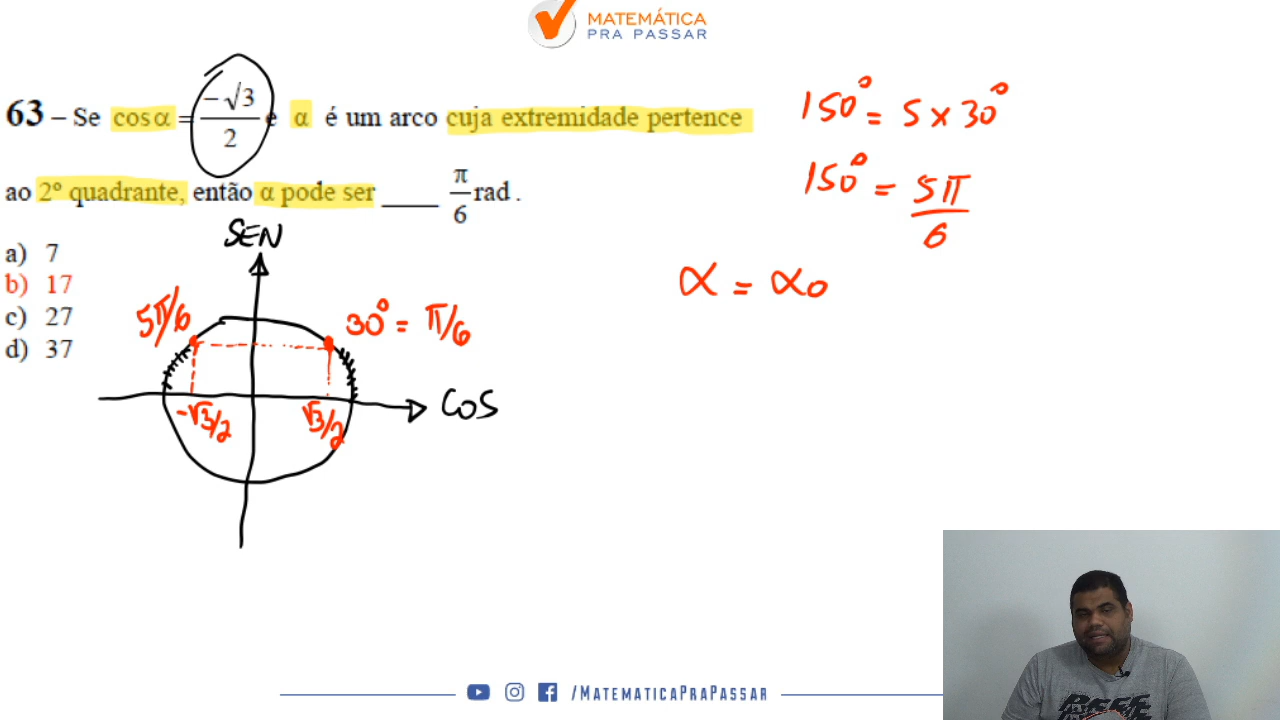 MATEMÁTICA
PRA PASSAR
63 – Se cos α = -√3/2 e α é um arco cuja extremidade pertence
ao 2º quadrante, então α pode ser ____ π/6 rad .
a) 7
b) 17
c) 27
d) 37
SEN
5π/6
30° = π/6
COS
-√3/2
√3/2
150° = 5 x 30°
150° = 5π/6
α = α₀
/MATEMATICAPRAPASSAR